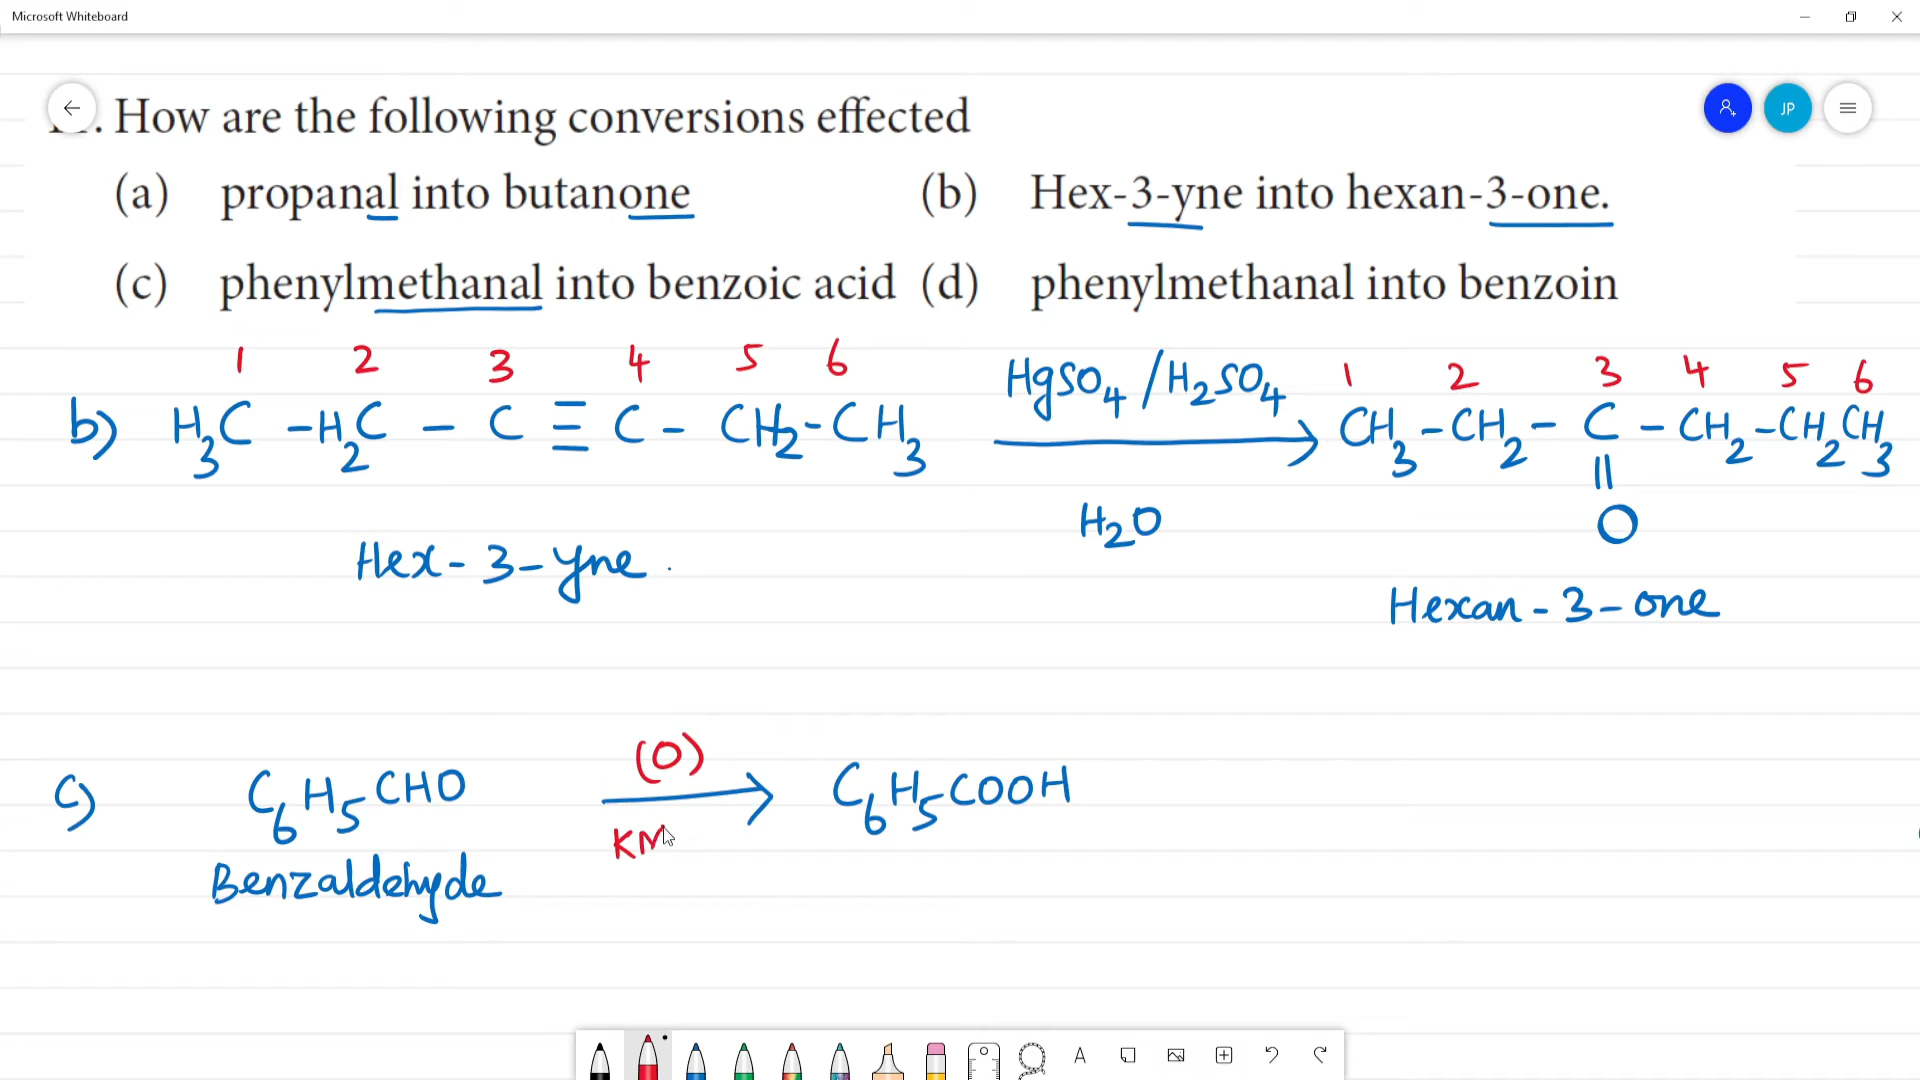 Microsoft Whiteboard
How are the following conversions effected
JP
(a) propanal into butanone (b) Hex-3-yne into hexan-3-one.
(c) phenylmethanal into benzoic acid (d) phenylmethanal into benzoin
1 2 3 4 5 6 HgSO4 / H2SO4 1 2 3 4 5 6
b) H3C - H2C - C ≡ C - CH2 - CH3 → CH3 - CH2 - C - CH2 - CH2 CH3
H2O || O
Hex - 3 - yne . Hexan - 3 - one
(O)
c) C6H5CHO → C6H5COOH
KM
Benzaldehyde
A